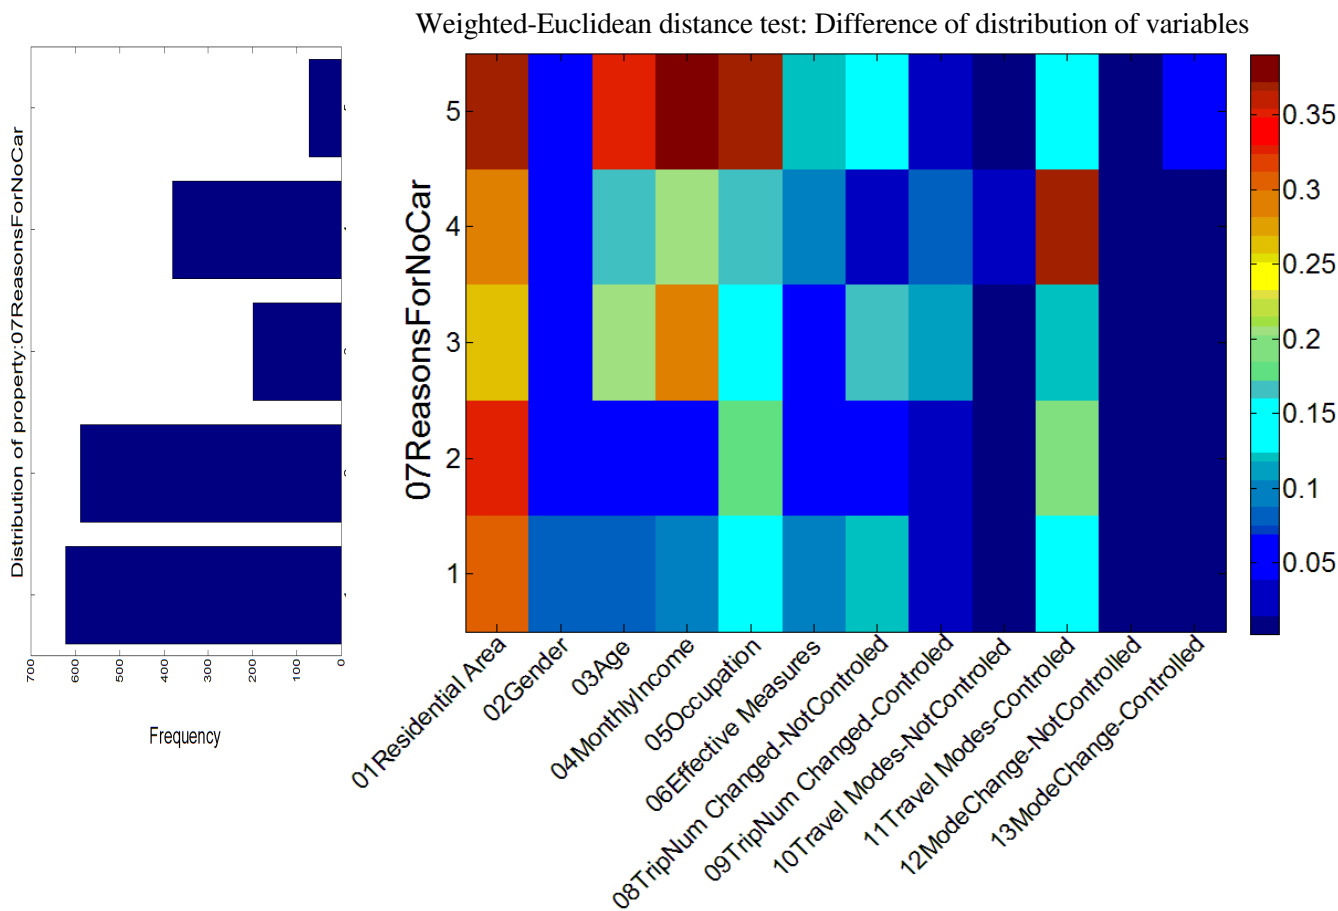 Weighted-Euclidean distance test: Difference of distribution of variables
Distribution of property:07ReasonsForNoCar
700
600
500
400
300
200
100
0
Frequency
07ReasonsForNoCar
5
4
3
2
1
01Residential Area
02Gender
03Age
04MonthlyIncome
05Occupation
06Effective Measures
08TripNum Changed-NotControled
09TripNum Changed-Controled
10Travel Modes-NotControled
11Travel Modes-Controled
12ModeChange-NotControlled
13ModeChange-Controlled
0.35
0.3
0.25
0.2
0.15
0.1
0.05